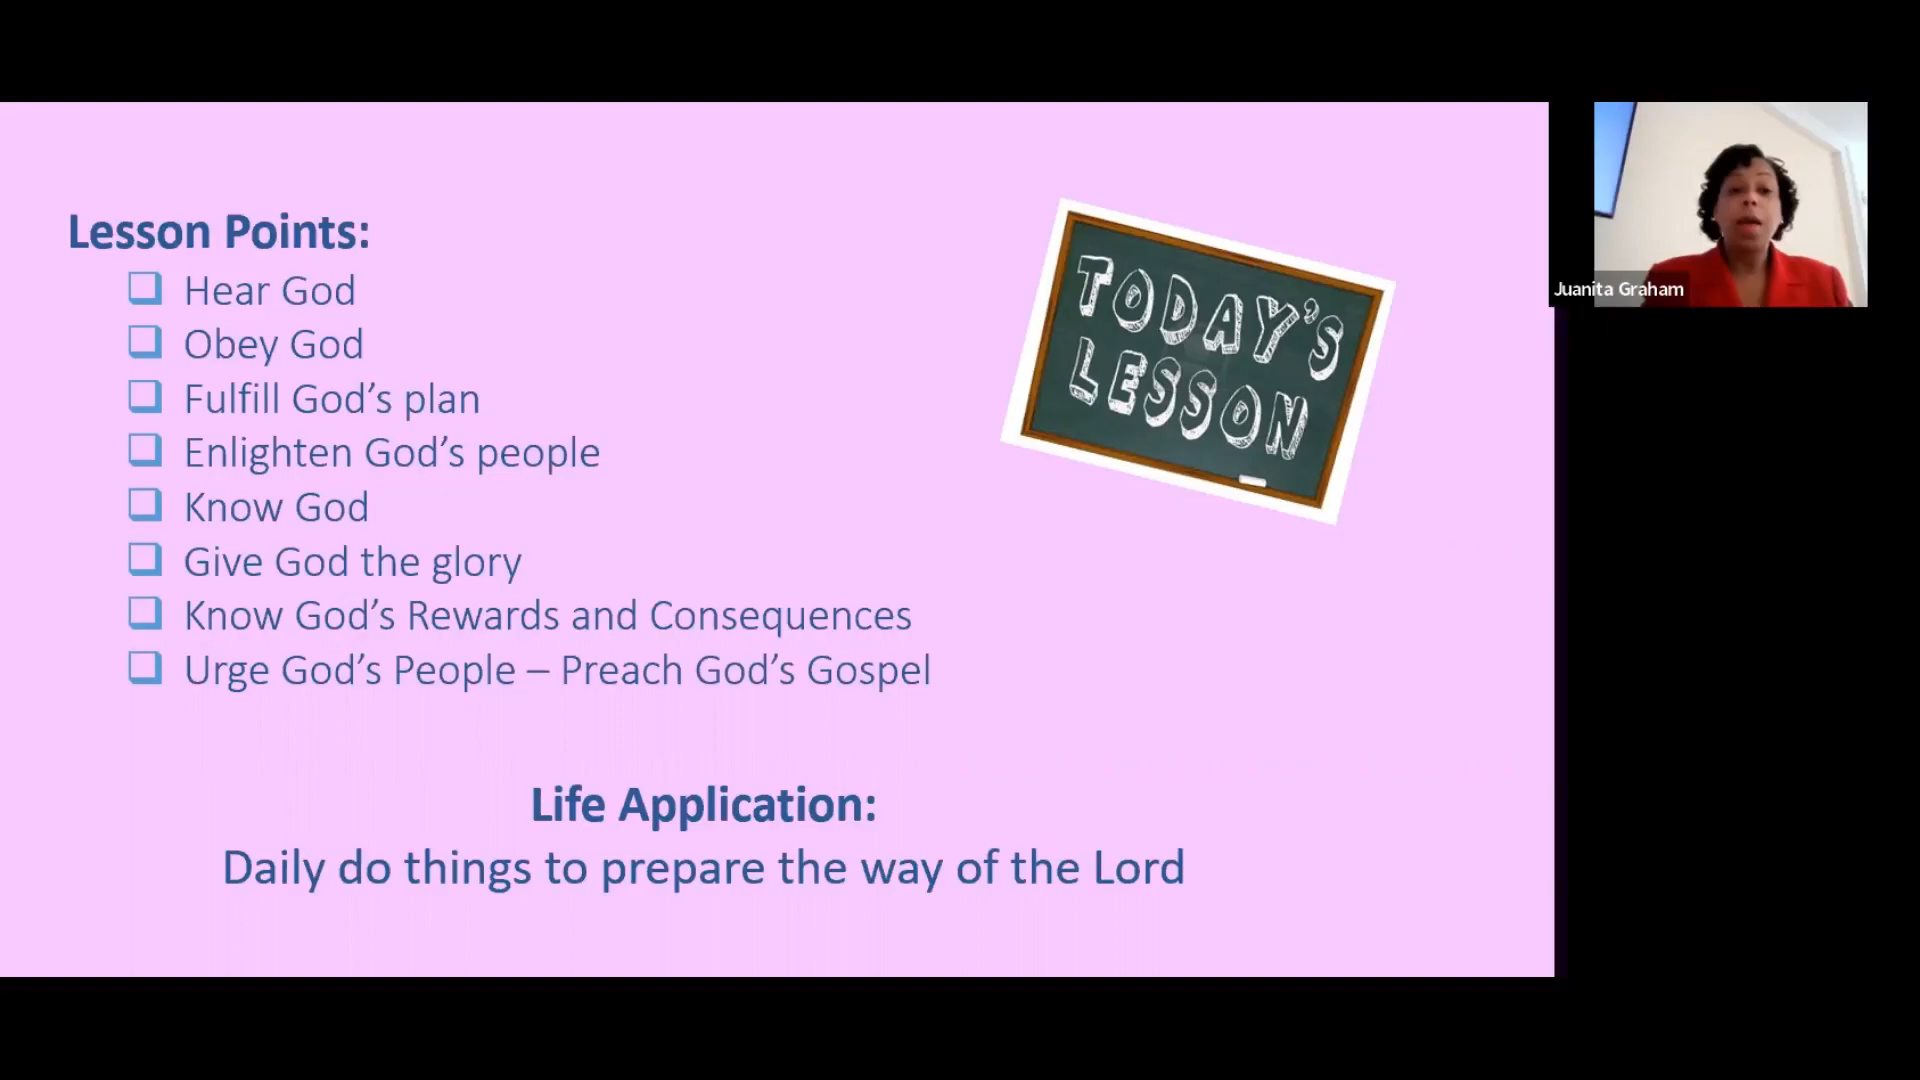 Lesson Points:
Hear God
Obey God
Fulfill God’s plan
Enlighten God’s people
Know God
Give God the glory
Know God’s Rewards and Consequences
Urge God’s People – Preach God’s Gospel
TODAY’S
LESSON
Life Application:
Daily do things to prepare the way of the Lord
Juanita Graham